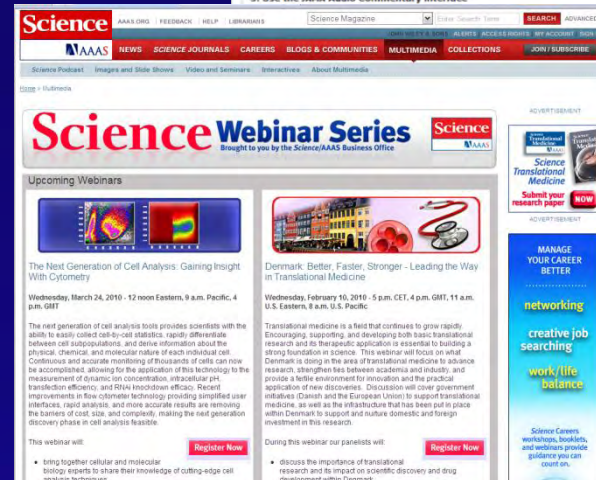 Science
AAAS.ORG | FEEDBACK | HELP | LIBRARIANS
Science Magazine
Enter Search Term
SEARCH ADVANCED
ALERTS ACCESS RIGHTS MY ACCOUNT SIGN
AAAS NEWS SCIENCE JOURNALS CAREERS BLOGS & COMMUNITIES MULTIMEDIA COLLECTIONS
JOIN / SUBSCRIBE
Science Podcast Images and Slide Shows Video and Seminars Interactives About Multimedia
Home > Multimedia
ADVERTISEMENT
Science Webinar Series
Brought to you by the Science/AAAS Business Office
Science
AAAS
Science
Translational
Medicine
Submit your
research paper NOW
ADVERTISEMENT
Upcoming Webinars
The Next Generation of Cell Analysis: Gaining Insight
With Cytometry
Wednesday, March 24, 2010 - 12 noon Eastern, 9 a.m. Pacific, 4
p.m. GMT
The next generation of cell analysis tools provides scientists with the
ability to easily collect cell-by-cell statistics, rapidly differentiate
between cell subpopulations, and derive information about the
physical, chemical, and molecular nature of each individual cell.
Continuous and accurate monitoring of thousands of cells can now
be accomplished, allowing for the application of this technology to the
measurement of dynamic ion concentration, intracellular pH,
transfection efficiency, and RNAi knockdown efficacy. Recent
improvements in flow cytometer technology providing simplified user
interfaces, rapid analysis, and more accurate results are removing
the barriers of cost, size, and complexity, making the next generation
discovery phase in cell analysis feasible.
This webinar will:
Register Now
• bring together cellular and molecular
biology experts to share their knowledge of cutting-edge cell
analysis techniques
Denmark: Better, Faster, Stronger - Leading the Way
in Translational Medicine
Wednesday, February 10, 2010 - 5 p.m. CET, 4 p.m. GMT, 11 a.m.
U.S. Eastern, 8 a.m. U.S. Pacific
Translational medicine is a field that continues to grow rapidly.
Encouraging, supporting, and developing both basic translational
research and its therapeutic application is essential to building a
strong foundation in science. This webinar will focus on what
Denmark is doing in the area of translational medicine to advance
research, strengthen ties between academia and industry, and
provide a fertile environment for innovation and the practical
application of new discoveries. Discussion will cover government
initiatives (Danish and the European Union) to support translational
medicine, as well as the infrastructure that has been put in place
within Denmark to support and nurture domestic and foreign
investment in this research.
During this webinar our panelists will:
Register Now
• discuss the importance of translational
research and its impact on scientific discovery and drug
development within Denmark
MANAGE
YOUR CAREER
BETTER
networking
creative job
searching
work/life
balance
Science Careers
workshops, booklets,
and webinars provide
guidance you can
count on.